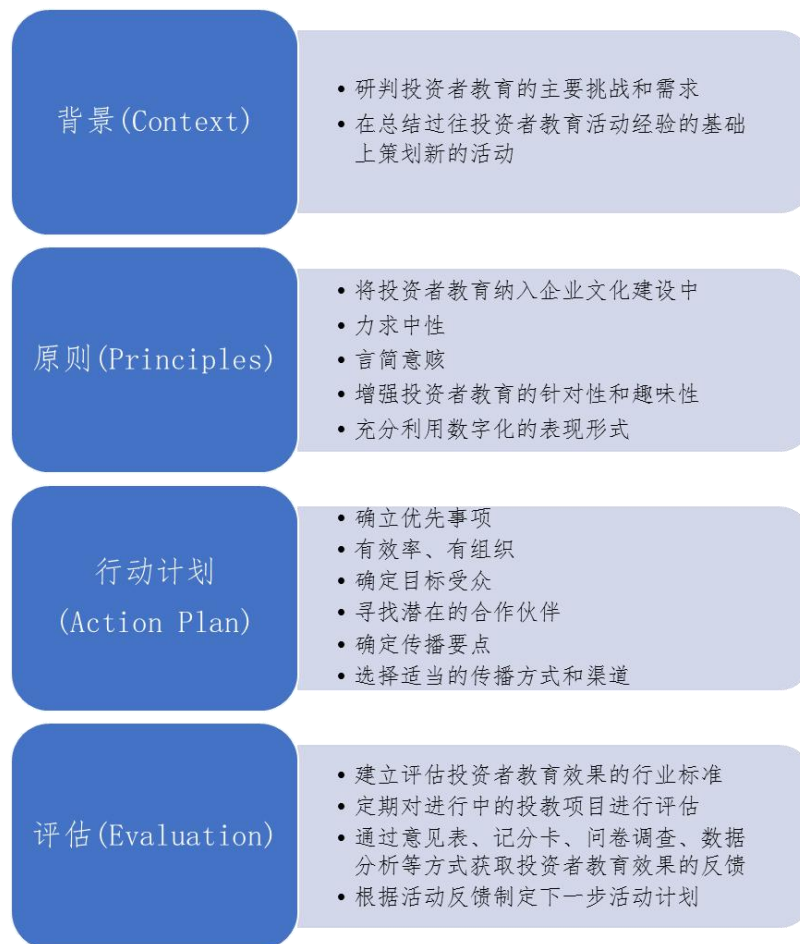 背景(Context)
• 研判投资者教育的主要挑战和需求
• 在总结过往投资者教育活动经验的基础
上策划新的活动
原则(Principles)
• 将投资者教育纳入企业文化建设中
• 力求中性
• 言简意赅
• 增强投资者教育的针对性和趣味性
• 充分利用数字化的表现形式
行动计划
(Action Plan)
• 确立优先事项
• 有效率、有组织
• 确定目标受众
• 寻找潜在的合作伙伴
• 确定传播要点
• 选择适当的传播方式和渠道
评估(Evaluation)
• 建立评估投资者教育效果的行业标准
• 定期对进行中的投教项目进行评估
• 通过意见表、记分卡、问卷调查、数据
分析等方式获取投资者教育效果的反馈
• 根据活动反馈制定下一步活动计划